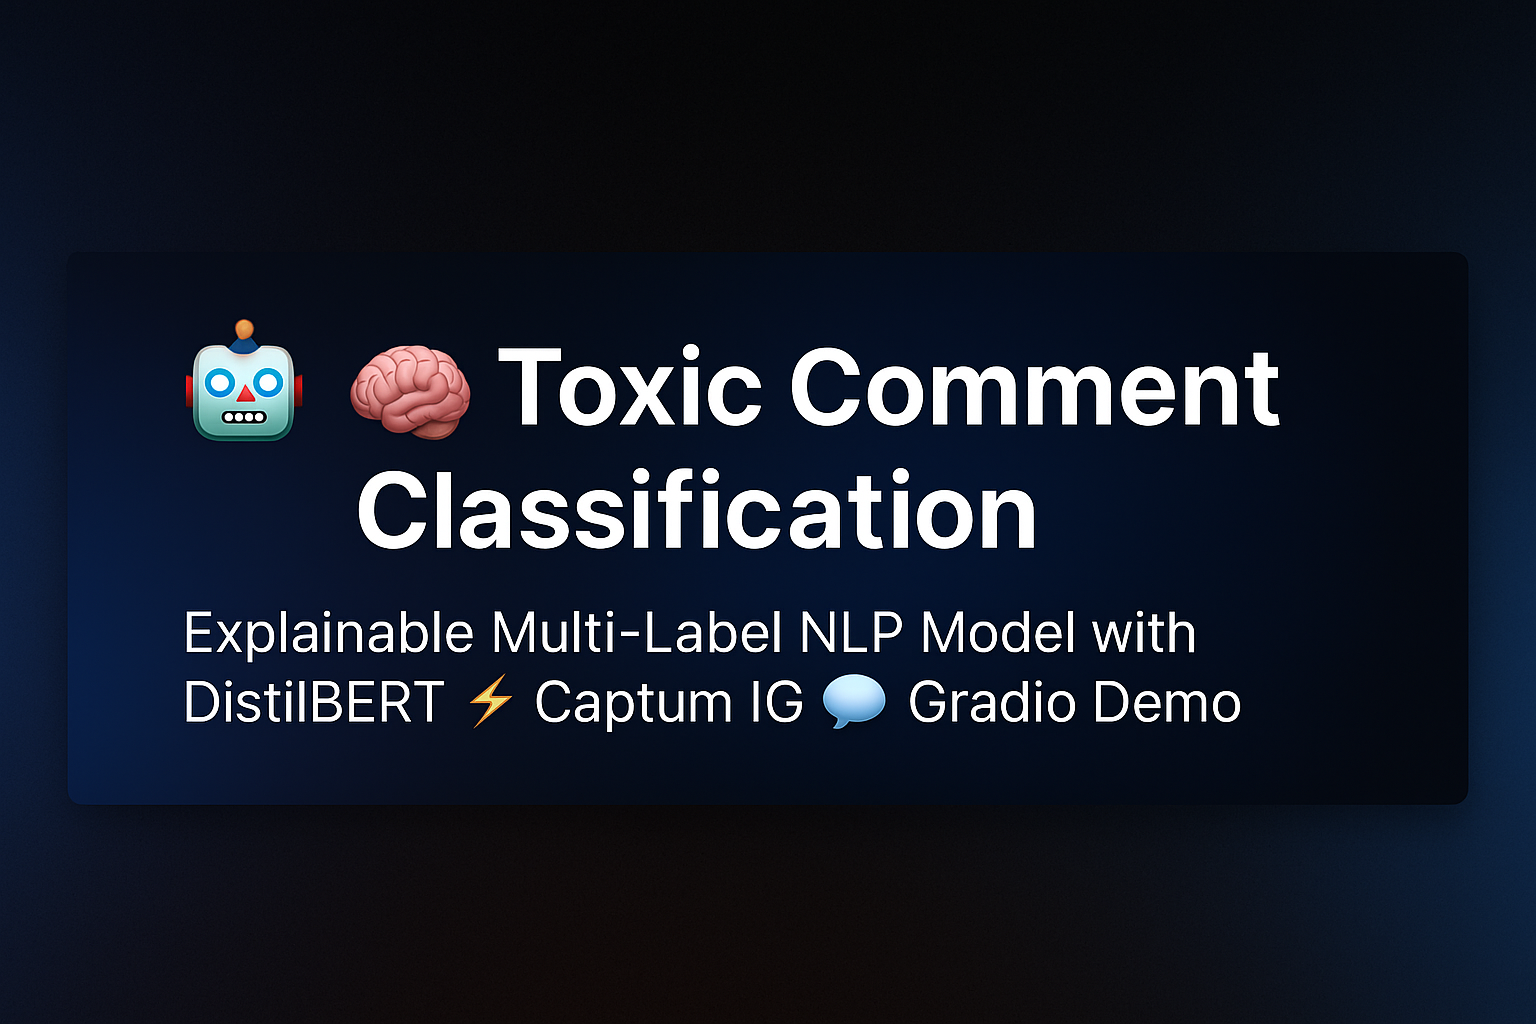 🤖 🧠 Toxic Comment
Classification
Explainable Multi-Label NLP Model with
DistilBERT ⚡ Captum IG 💬 Gradio Demo